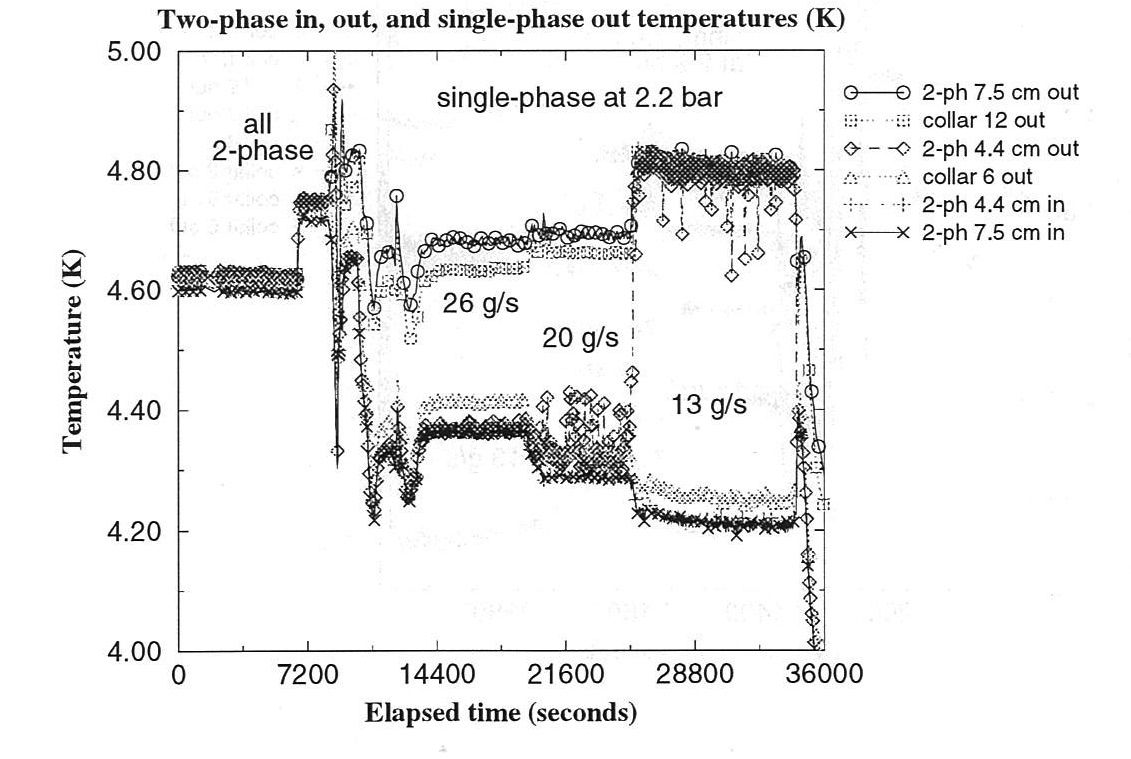 Two-phase in, out, and single-phase out temperatures (K)
5.00
4.80
4.60
4.40
4.20
4.00
Temperature (K)
all
2-phase
single-phase at 2.2 bar
26 g/s
20 g/s
13 g/s
2-ph 7.5 cm out
collar 12 out
2-ph 4.4 cm out
collar 6 out
2-ph 4.4 cm in
2-ph 7.5 cm in
0
7200
14400
21600
28800
36000
Elapsed time (seconds)